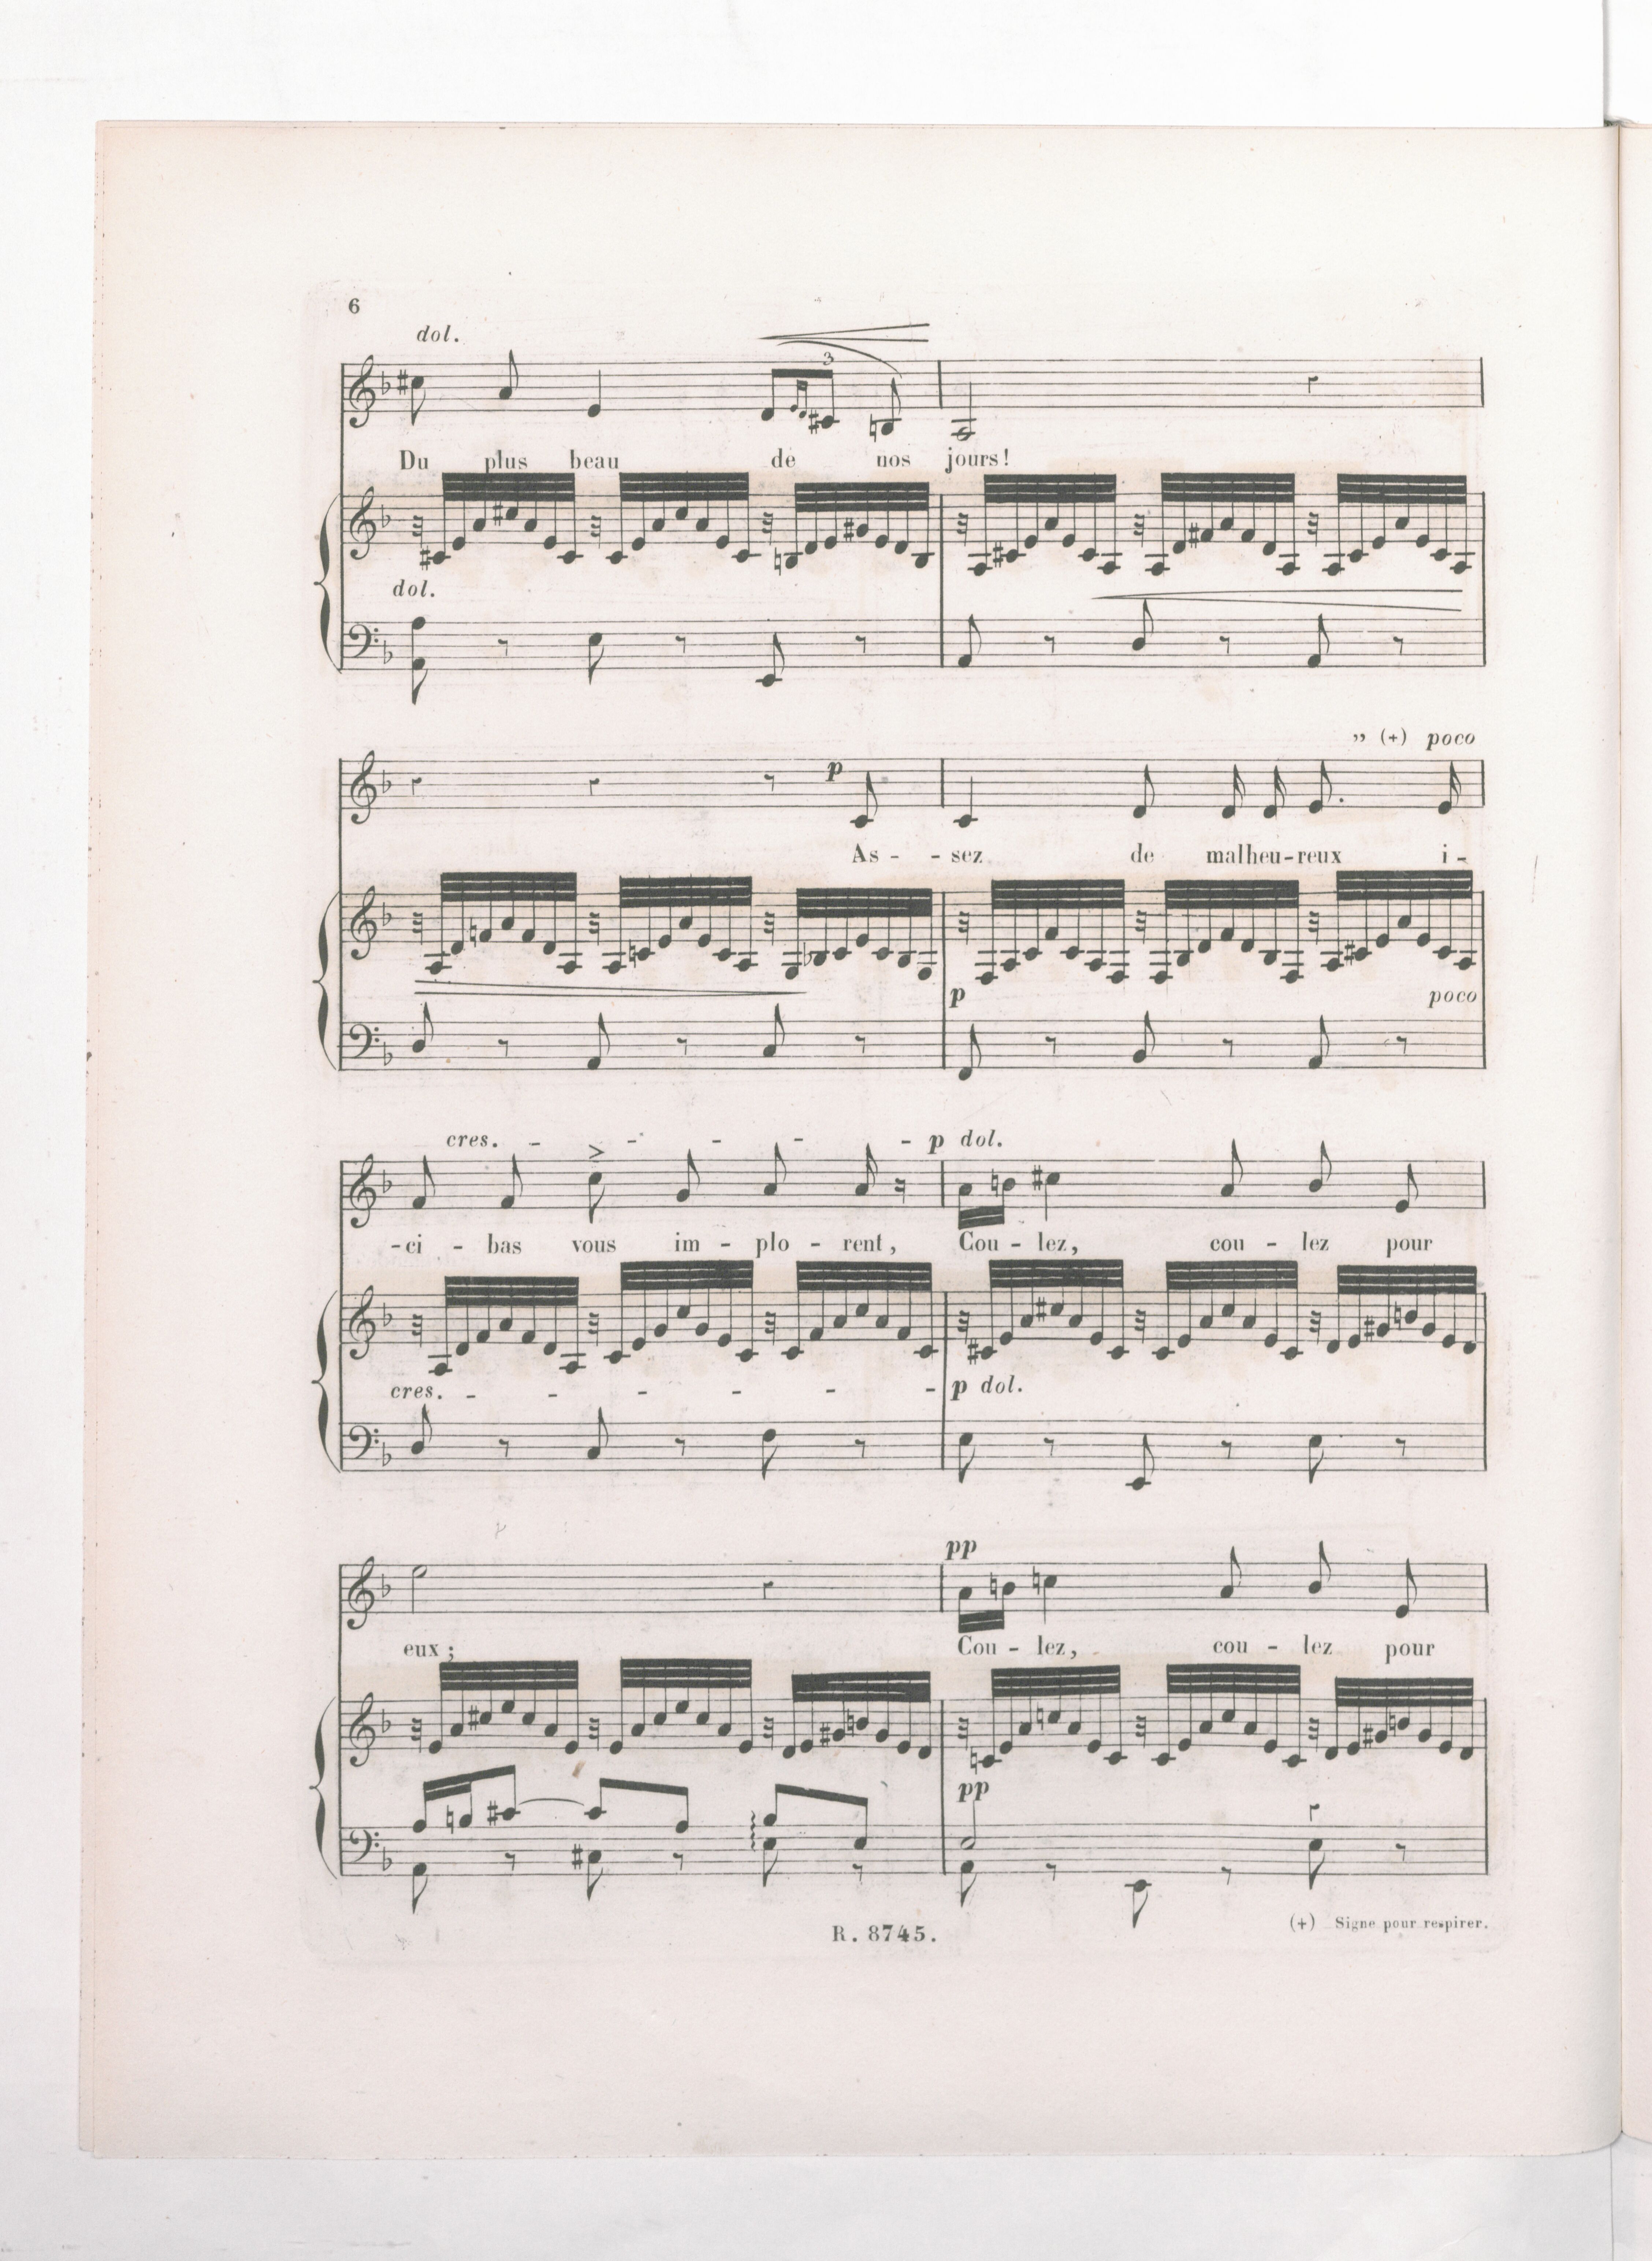 6
dol.
3
Du plus beau de nos jours!
dol.
p ,, (+) poco
As - - sez de malheu-reux i-
p poco
cres. - - - - - p dol.
-ci - bas vous im - plo - rent, Cou - lez, cou - lez pour
cres. - - - - - - p dol.
pp
eux; Cou - lez, cou - lez pour
pp
R. 8745.
(+) Signe pour respirer.